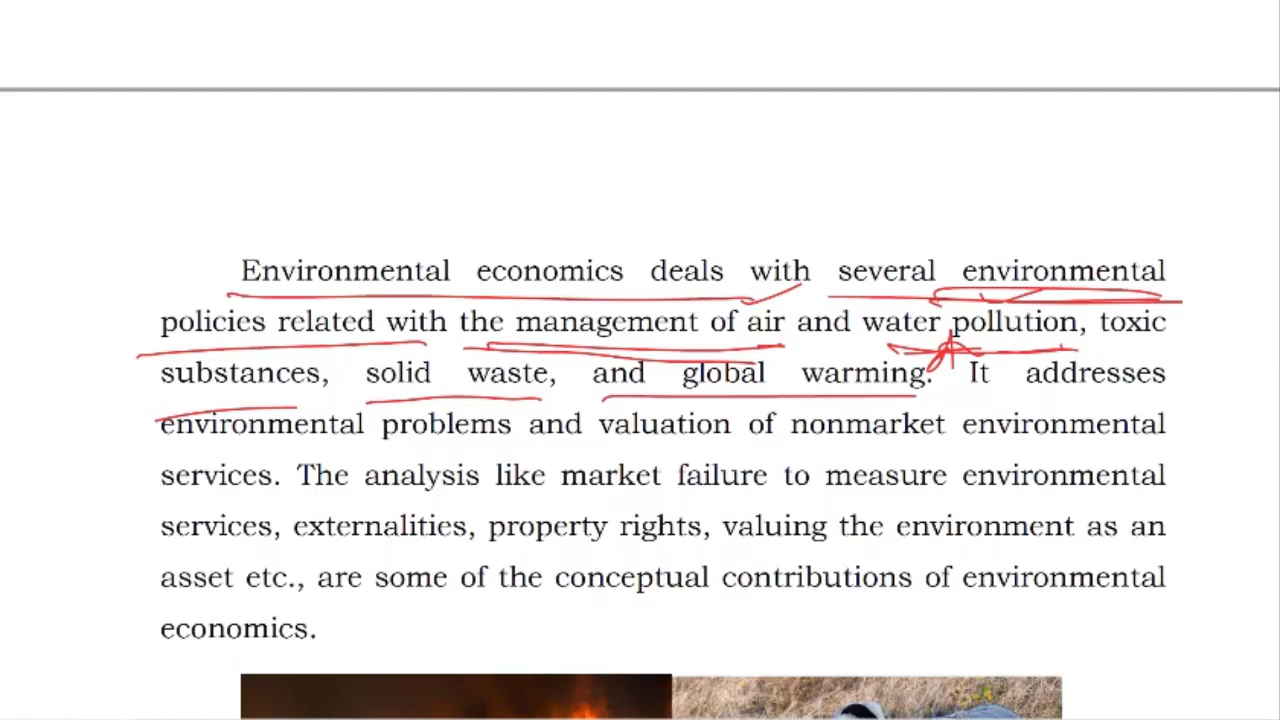 Environmental economics deals with several environmental
policies related with the management of air and water pollution, toxic
substances, solid waste, and global warming. It addresses
environmental problems and valuation of nonmarket environmental
services. The analysis like market failure to measure environmental
services, externalities, property rights, valuing the environment as an
asset etc., are some of the conceptual contributions of environmental
economics.